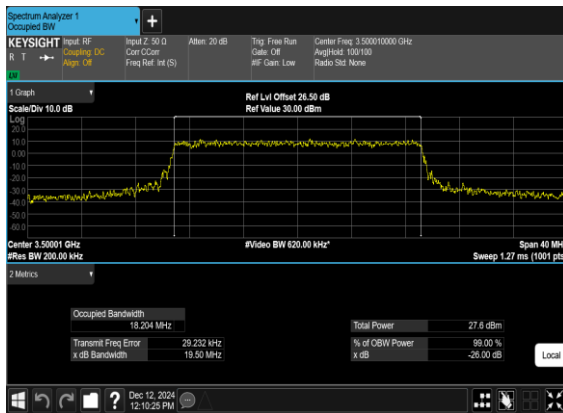 Spectrum Analyzer 1
Occupied BW
KEYSIGHT Input: RF Input Z: 50 Ω Atten: 20 dB Trig: Free Run Center Freq: 3.500010000 GHz
R T Coupling: DC Corr CCorr Gate: Off Avg|Hold: 100/100
Align: Off Freq Ref: Int (S) #IF Gain: Low Radio Std: None
LXI
1 Graph
Ref Lvl Offset 26.50 dB
Scale/Div 10.0 dB Ref Value 30.00 dBm
Log
20.0
10.0
0.00
-10.0
-20.0
-30.0
-40.0
-50.0
-60.0
Center 3.50001 GHz #Video BW 620.00 kHz* Span 40 MH
#Res BW 200.00 kHz Sweep 1.27 ms (1001 pts
2 Metrics
Occupied Bandwidth
18.204 MHz Total Power 27.6 dBm
Transmit Freq Error 29.232 kHz % of OBW Power 99.00 %
x dB Bandwidth 19.50 MHz x dB -26.00 dB
Local
? Dec 12, 2024
12:10:25 PM